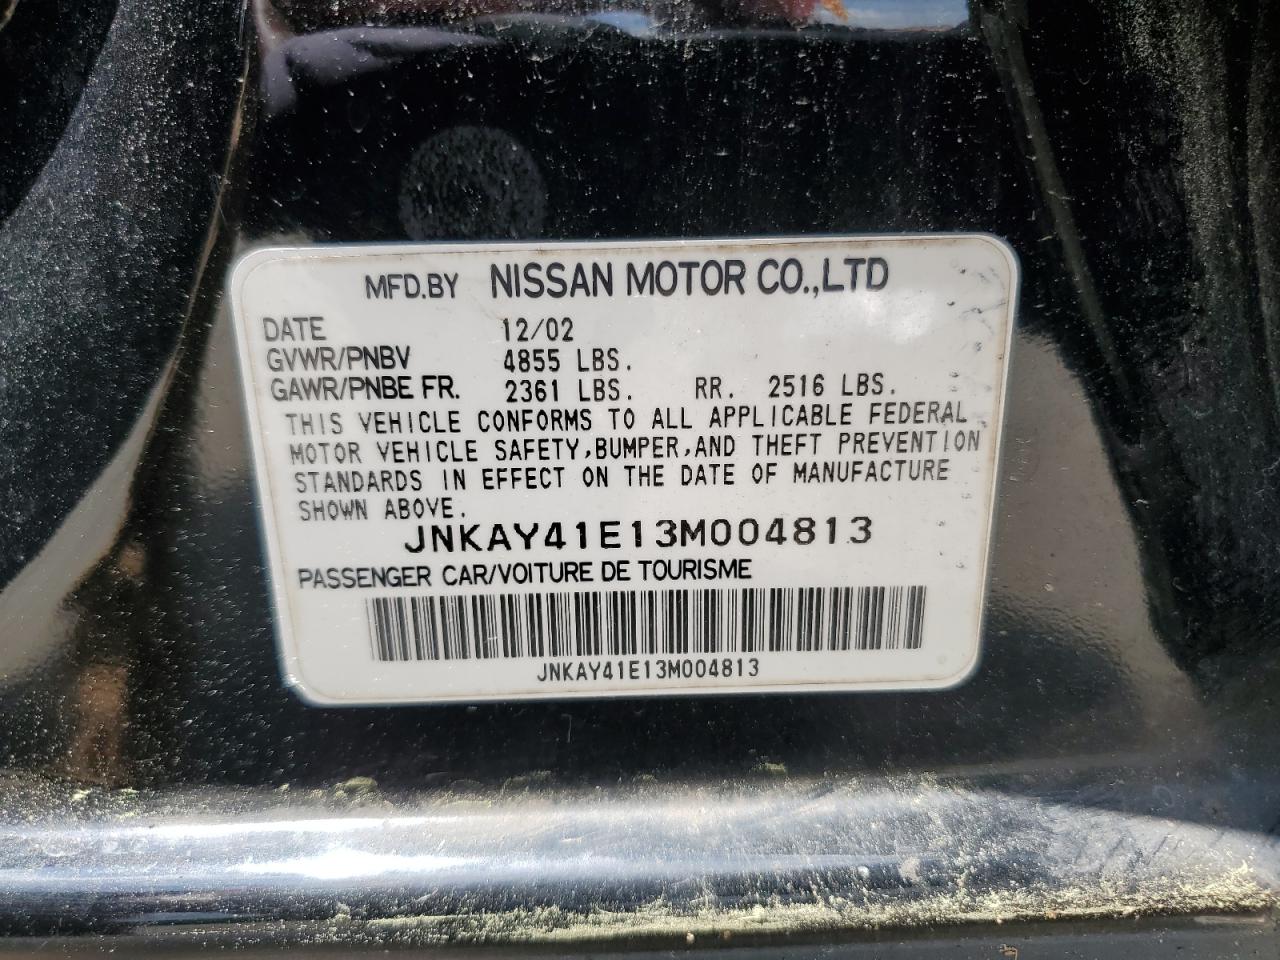 MFD.BY NISSAN MOTOR CO.,LTD
DATE 12/02
GVWR/PNBV 4855 LBS.
GAWR/PNBE FR. 2361 LBS. RR. 2516 LBS.
THIS VEHICLE CONFORMS TO ALL APPLICABLE FEDERAL
MOTOR VEHICLE SAFETY,BUMPER,AND THEFT PREVENTION
STANDARDS IN EFFECT ON THE DATE OF MANUFACTURE
SHOWN ABOVE.
JNKAY41E13M004813
PASSENGER CAR/VOITURE DE TOURISME
JNKAY41E13M004813